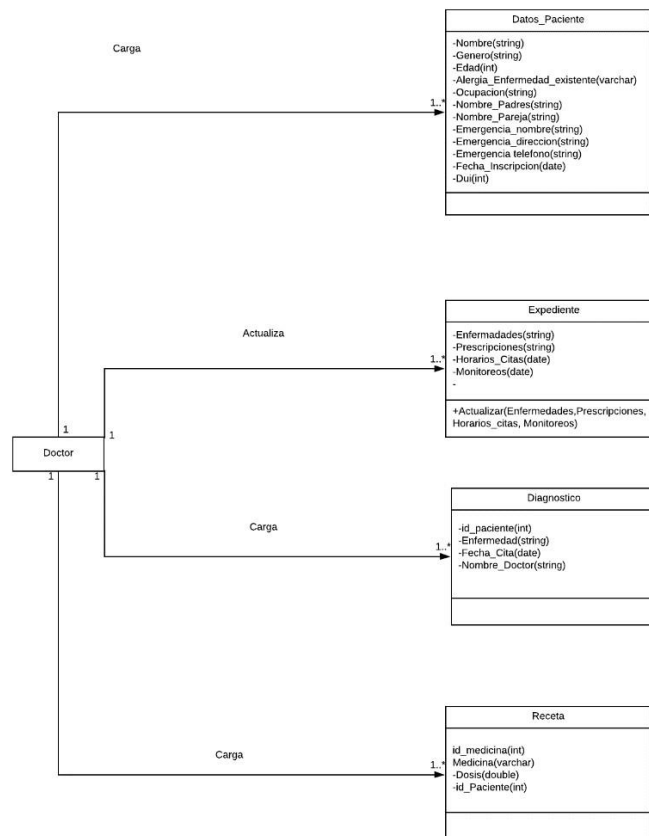 Datos_Paciente
Carga
-Nombre(string)
-Genero(string)
-Edad(int)
-Alergia_Enfermedad_existente(varchar)
-Ocupacion(string)
1..*
-Nombre_Padres(string)
-Nombre_Pareja(string)
-Emergencia_nombre(string)
-Emergencia_direccion(string)
-Emergencia telefono(string)
-Fecha_Inscripcion(date)
-Dui(int)
Expediente
Actualiza
-Enfermadades(string)
-Prescripciones(string)
1..*
-Horarios_Citas(date)
-Monitoreos(date)
-
+Actualizar(Enfermedades,Prescripciones,
Horarios_citas, Monitoreos)
1
1
Doctor
1
1
Diagnostico
Carga
-id_paciente(int)
-Enfermedad(string)
1..*
-Fecha_Cita(date)
-Nombre_Doctor(string)
Receta
Carga
id_medicina(int)
Medicina(varchar)
1..*
-Dosis(double)
-id_Paciente(int)